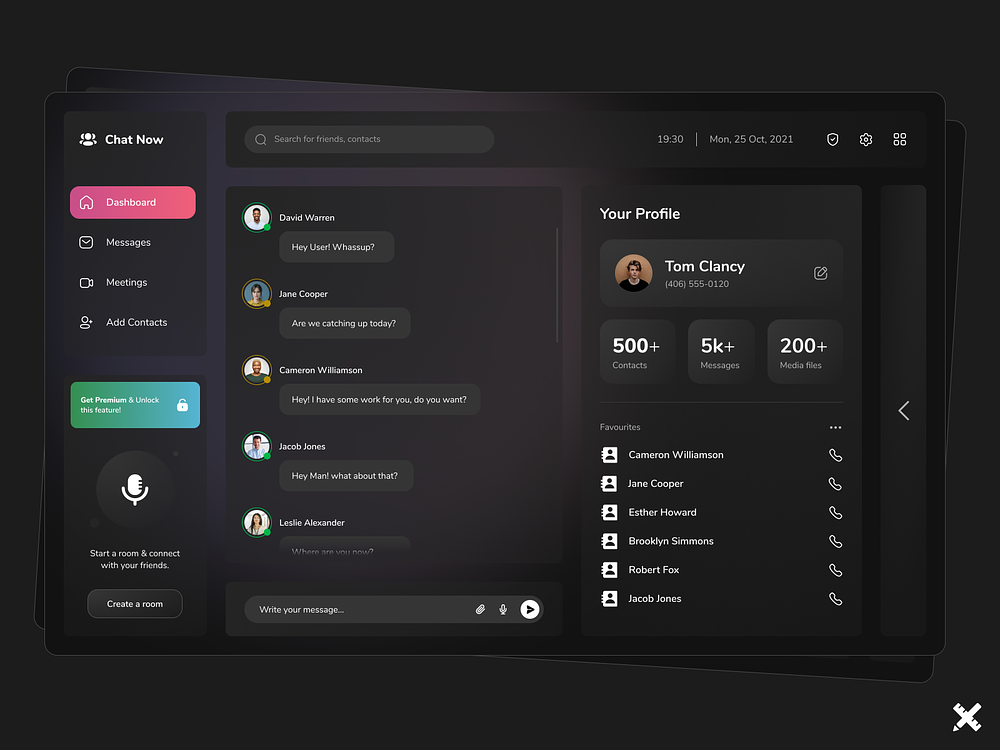 Chat Now
Search for friends, contacts
19:30
Mon, 25 Oct, 2021
Dashboard
Messages
Meetings
Add Contacts
Get Premium & Unlock
this feature!
Start a room & connect
with your friends.
Create a room
David Warren
Hey User! Whassup?
Jane Cooper
Are we catching up today?
Cameron Williamson
Hey! I have some work for you, do you want?
Jacob Jones
Hey Man! what about that?
Leslie Alexander
Where are you now?
Write your message...
Your Profile
Tom Clancy
(406) 555-0120
500+
Contacts
5k+
Messages
200+
Media files
Favourites
Cameron Williamson
Jane Cooper
Esther Howard
Brooklyn Simmons
Robert Fox
Jacob Jones